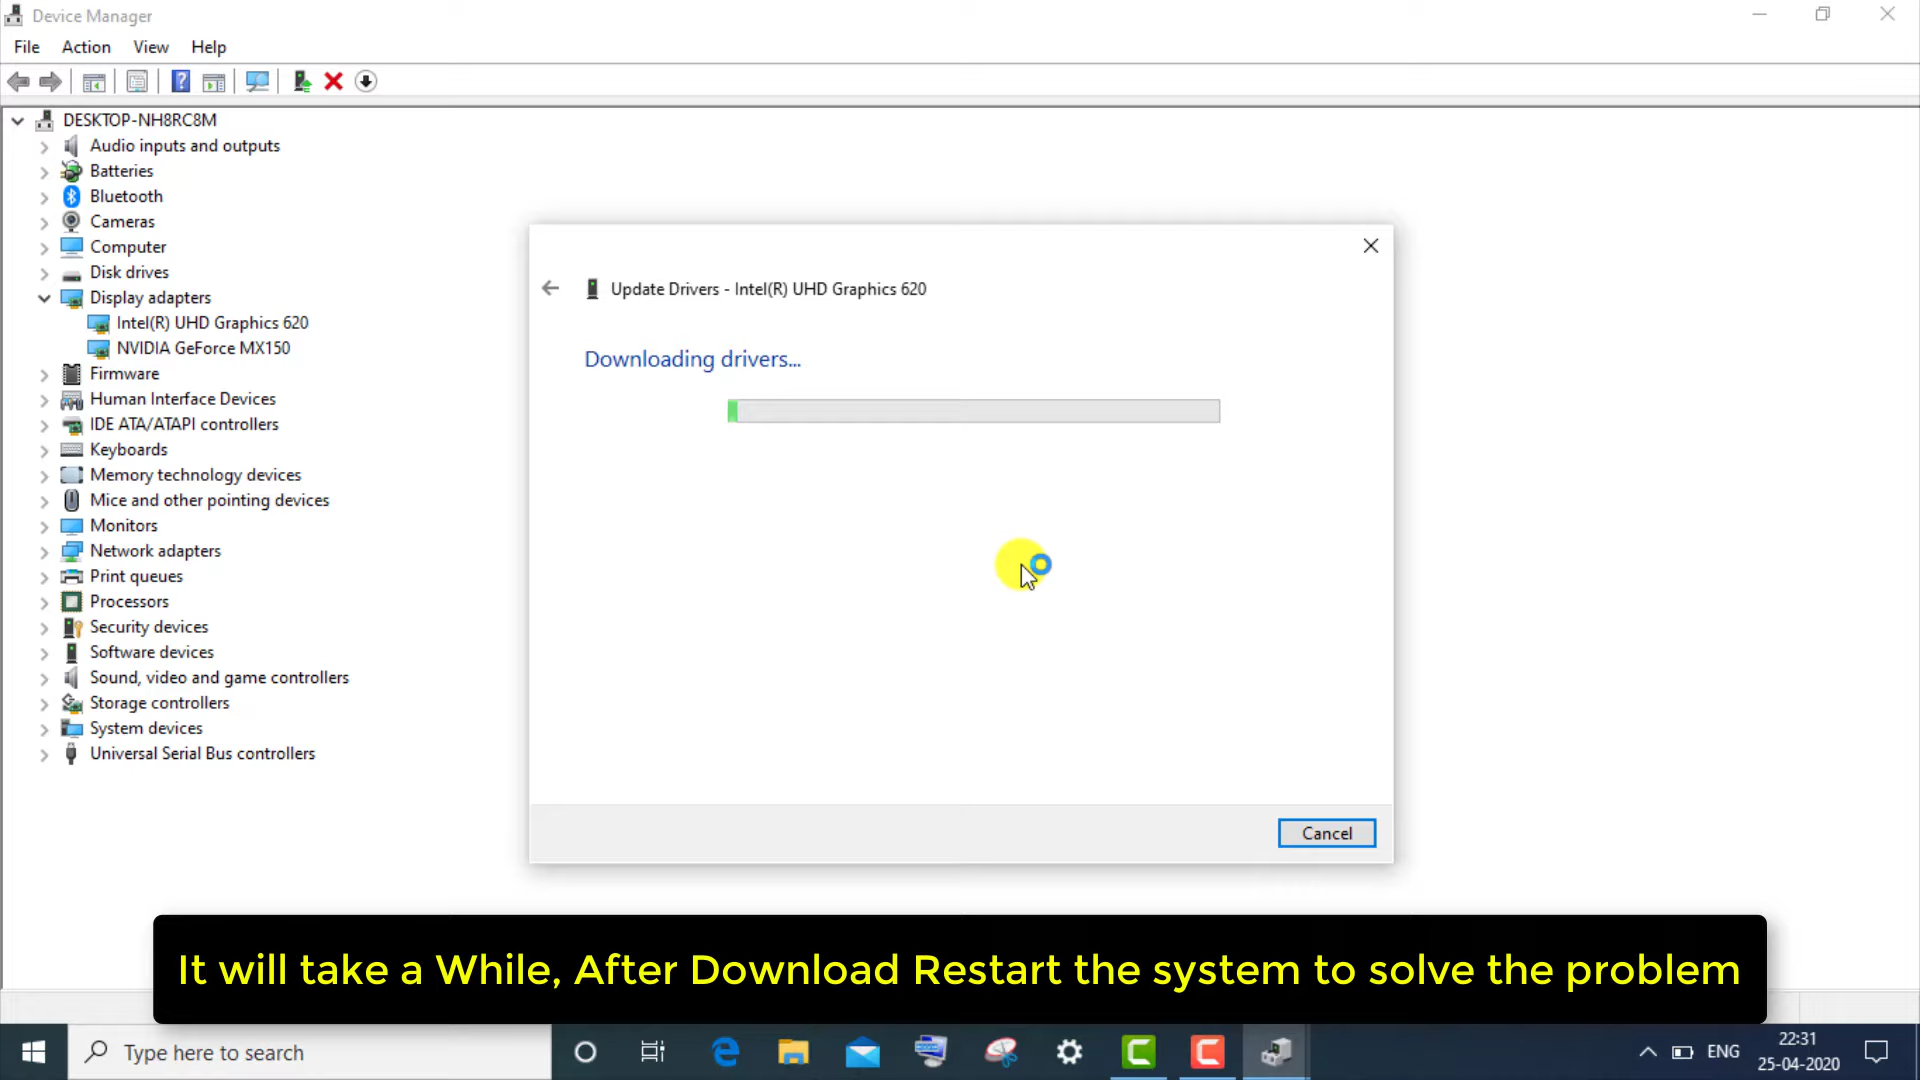 Device Manager
File Action View Help
DESKTOP-NH8RC8M
Audio inputs and outputs
Batteries
Bluetooth
Cameras
Computer
Disk drives
Display adapters
Intel(R) UHD Graphics 620
NVIDIA GeForce MX150
Firmware
Human Interface Devices
IDE ATA/ATAPI controllers
Keyboards
Memory technology devices
Mice and other pointing devices
Monitors
Network adapters
Print queues
Processors
Security devices
Software devices
Sound, video and game controllers
Storage controllers
System devices
Universal Serial Bus controllers
Update Drivers - Intel(R) UHD Graphics 620
Downloading drivers...
Cancel
It will take a While, After Download Restart the system to solve the problem
Type here to search
ENG
22:31
25-04-2020